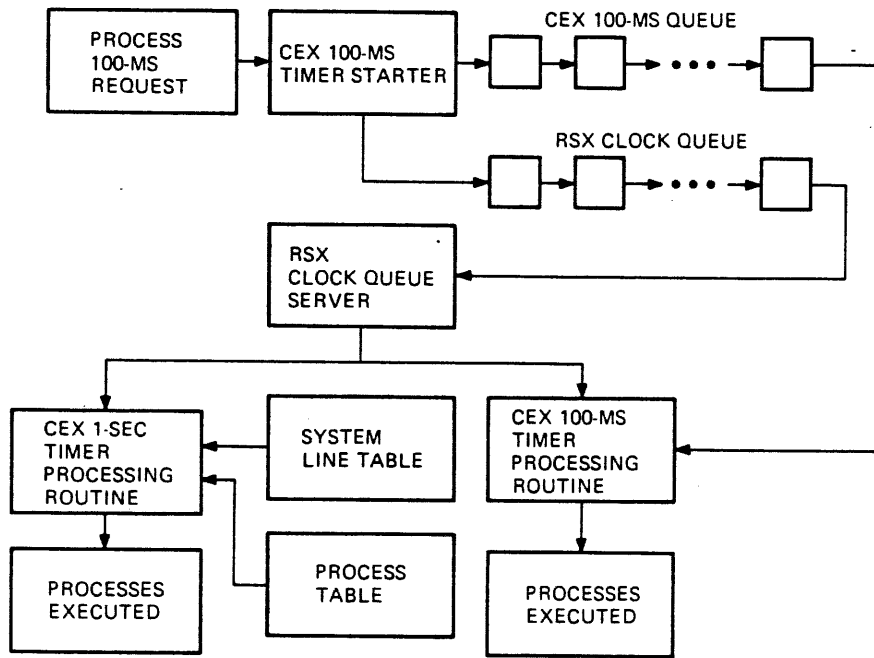 PROCESS
100-MS
REQUEST
CEX 100-MS
TIMER STARTER
CEX 100-MS QUEUE
RSX CLOCK QUEUE
RSX
CLOCK QUEUE
SERVER
CEX 1-SEC
TIMER
PROCESSING
ROUTINE
SYSTEM
LINE TABLE
CEX 100-MS
TIMER
PROCESSING
ROUTINE
PROCESSES
EXECUTED
PROCESS
TABLE
PROCESSES
EXECUTED